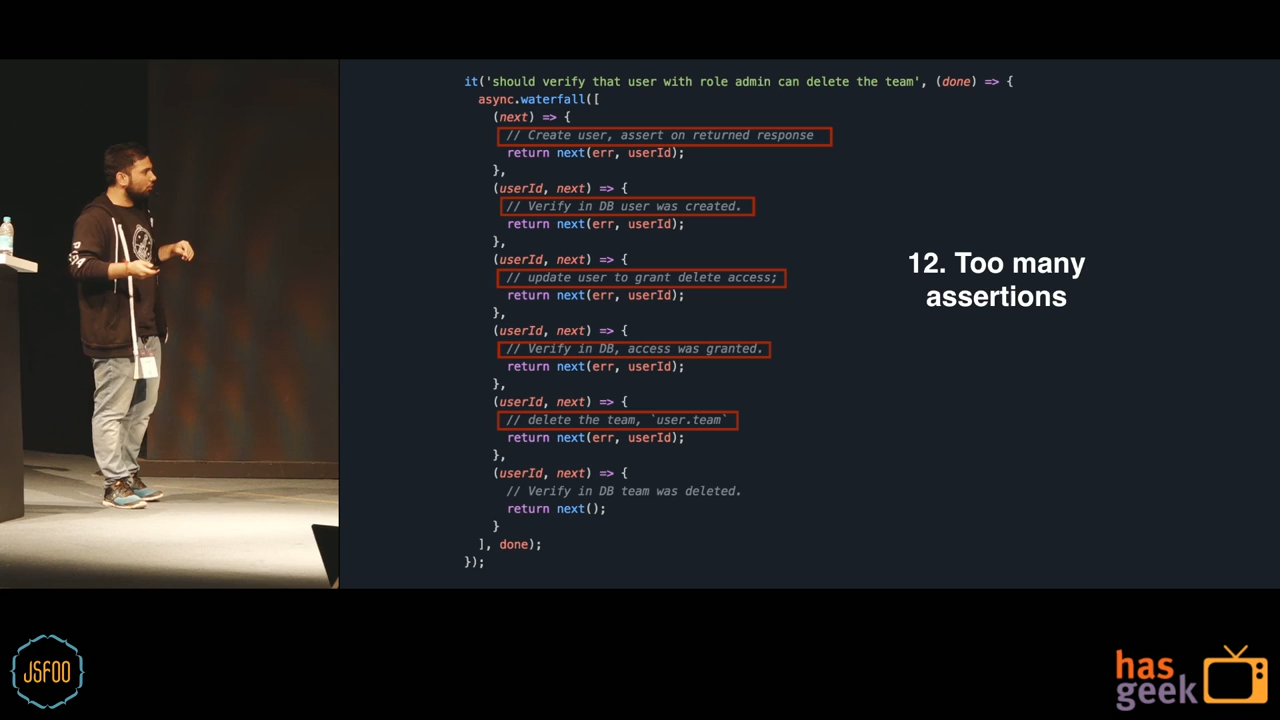 it('should verify that user with role admin can delete the team', (done) => {
async.waterfall([
(next) => {
// Create user, assert on returned response
return next(err, userId);
},
(userId, next) => {
// Verify in DB user was created.
return next(err, userId);
},
(userId, next) => {
// update user to grant delete access;
return next(err, userId);
},
(userId, next) => {
// Verify in DB, access was granted.
return next(err, userId);
},
(userId, next) => {
// delete the team, `user.team`
return next(err, userId);
},
(userId, next) => {
// Verify in DB team was deleted.
return next();
}
], done);
});
12. Too many
assertions
JSFOO
has
geek